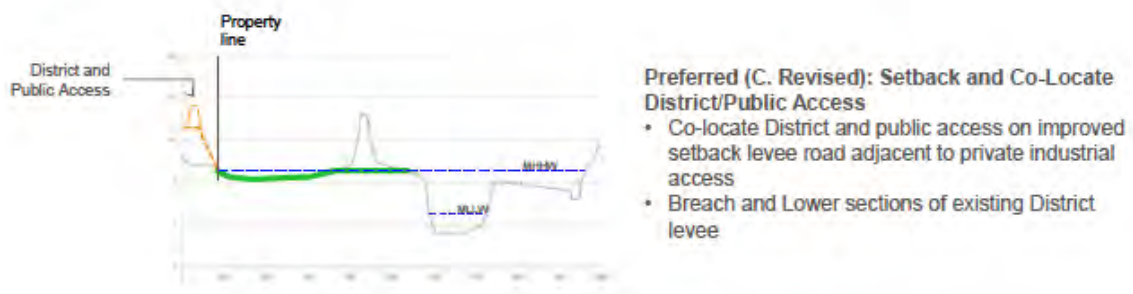 Property
line
District and
Public Access
MHHW
MLLW
Preferred (C. Revised): Setback and Co-Locate
District/Public Access
• Co-locate District and public access on improved
setback levee road adjacent to private industrial
access
• Breach and Lower sections of existing District
levee